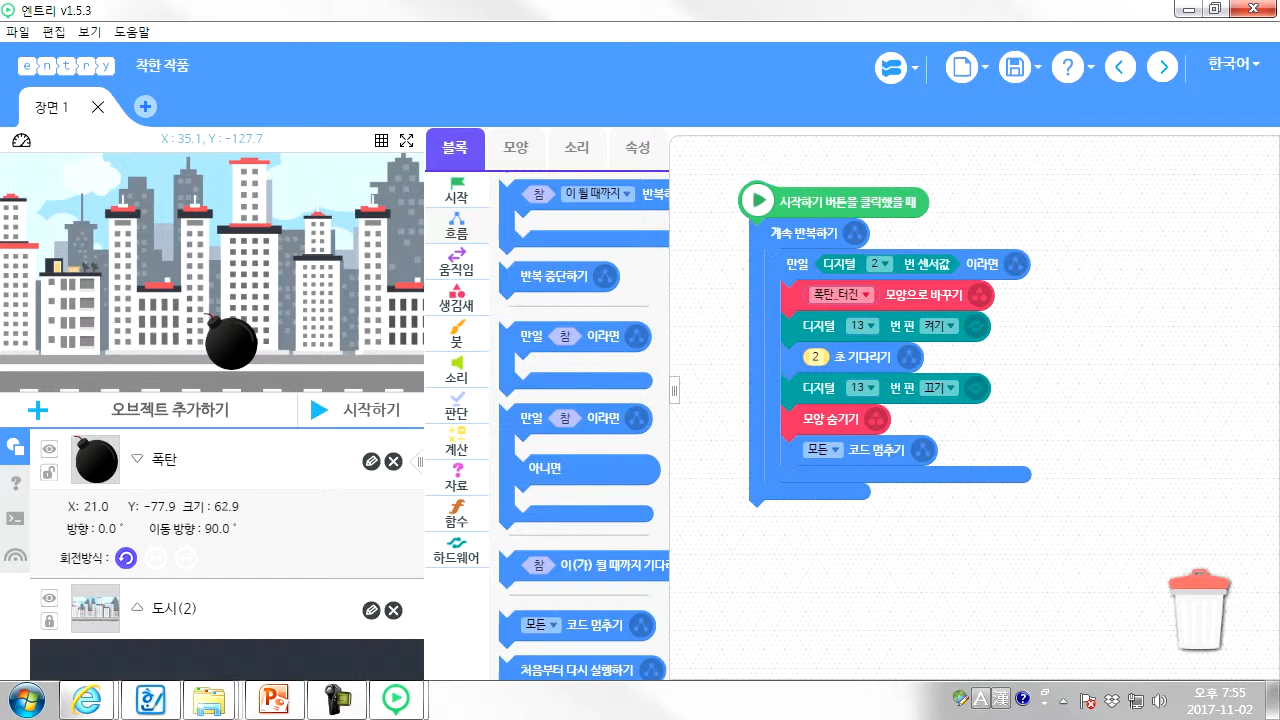 엔트리 v1.5.3
파일 편집 보기 도움말
entry 착한 작품
한국어
장면 1
X : 35.1, Y : -127.7
블록 모양 소리 속성
오브젝트 추가하기 시작하기
폭탄
X: 21.0 Y: -77.9 크기 : 62.9
방향 : 0.0 ° 이동 방향 : 90.0 °
회전방식 :
도시(2)
시작
흐름
움직임
생김새
붓
소리
판단
계산
자료
함수
하드웨어
참 이 될 때까지
반복 중단하기
만일 참 이라면
만일 참 이라면
아니면
참 이(가) 될 때까지
모든 코드 멈추기
처음부터 다시 실행하기
시작하기 버튼을 클릭했을 때
계속 반복하기
만일 디지털 2 번 센서값 이라면
폭탄_터진 모양으로 바꾸기
디지털 13 번 핀 켜기
2 초 기다리기
디지털 13 번 핀 끄기
모양 숨기기
모든 코드 멈추기
A 漢
오후 7:55
2017-11-02